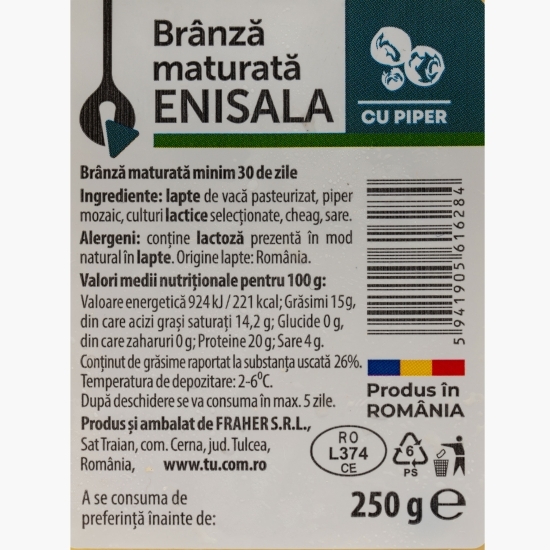 Brânză
maturată
ENISALA
CU PIPER
Brânză maturată minim 30 de zile
Ingrediente: lapte de vacă pasteurizat, piper
mozaic, culturi lactice selecționate, cheag, sare.
Alergeni: conține lactoză prezentă în mod
natural în lapte. Origine lapte: România.
Valori medii nutriționale pentru 100 g:
Valoare energetică 924 kJ / 221 kcal; Grăsimi 15g,
din care acizi grași saturați 14,2 g; Glucide 0 g,
din care zaharuri 0 g; Proteine 20 g; Sare 4 g.
Conținut de grăsime raportat la substanța uscată 26%.
Temperatura de depozitare: 2-6⁰C.
După deschidere se va consuma în max. 5 zile.
Produs și ambalat de FRAHER S.R.L.,
Sat Traian, com. Cerna, jud. Tulcea,
România, www.tu.com.ro
A se consuma de
preferință înainte de:
5941905616284
Produs în
ROMÂNIA
RO
L374
CE
6
PS
250 g e